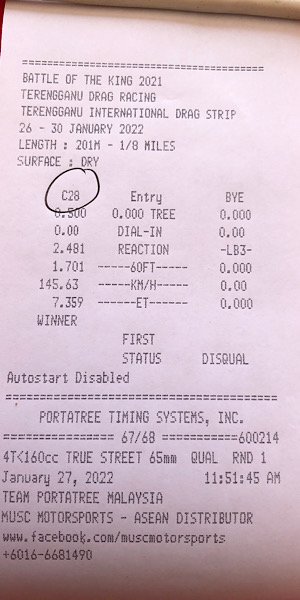 ==========================================
BATTLE OF THE KING 2021
TERENGGANU DRAG RACING
TERENGGANU INTERNATIONAL DRAG STRIP
26 - 30 JANUARY 2022
LENGTH : 201M - 1/8 MILES
SURFACE : DRY
C28 Entry BYE
0.500 0.000 TREE 0.000
0.00 DIAL-IN 0.00
2.481 REACTION -LB3-
1.701 ------60FT------ 0.000
145.63 -----KM/H----- 0.00
7.359 ------ET------ 0.000
WINNER
FIRST
STATUS DISQUAL
Autostart Disabled
==========================================
PORTATREE TIMING SYSTEMS, INC.
================ 67/68 ===========600214
4T<160cc TRUE STREET 65mm QUAL RND 1
January 27, 2022 11:51:45 AM
TEAM PORTATREE MALAYSIA
MUSC MOTORSPORTS - ASEAN DISTRIBUTOR
www.facebook.com/muscmotorsports
+6016-6681490